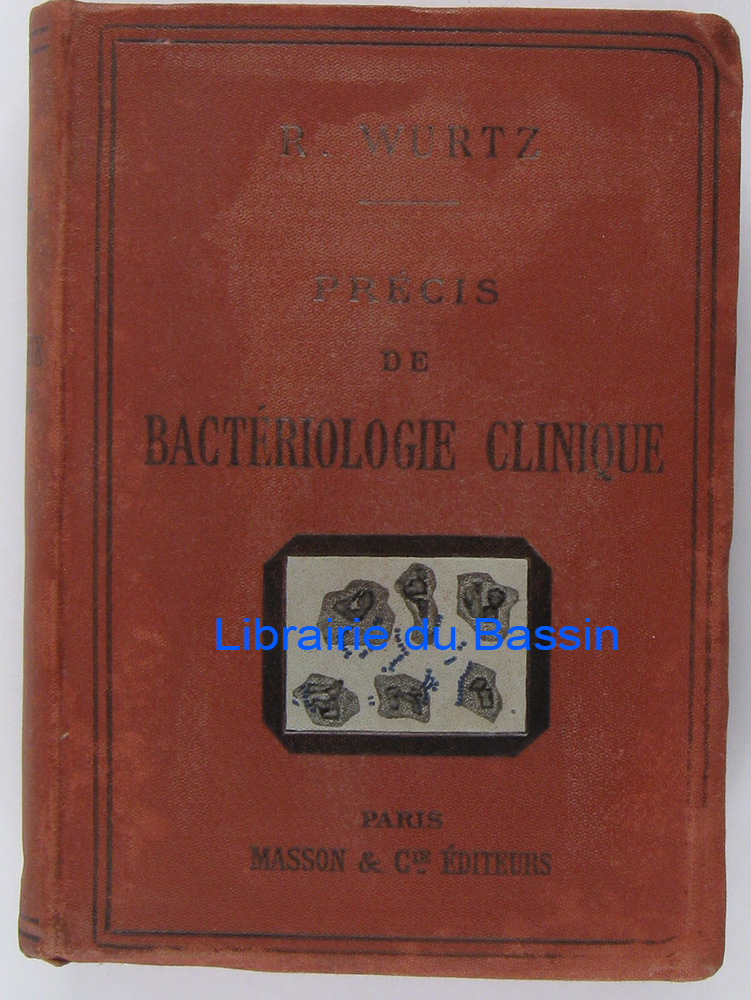 R. WURTZ
PRÉCIS
DE
BACTÉRIOLOGIE CLINIQUE
Librairie du Bassin
PARIS
MASSON & Cie ÉDITEURS